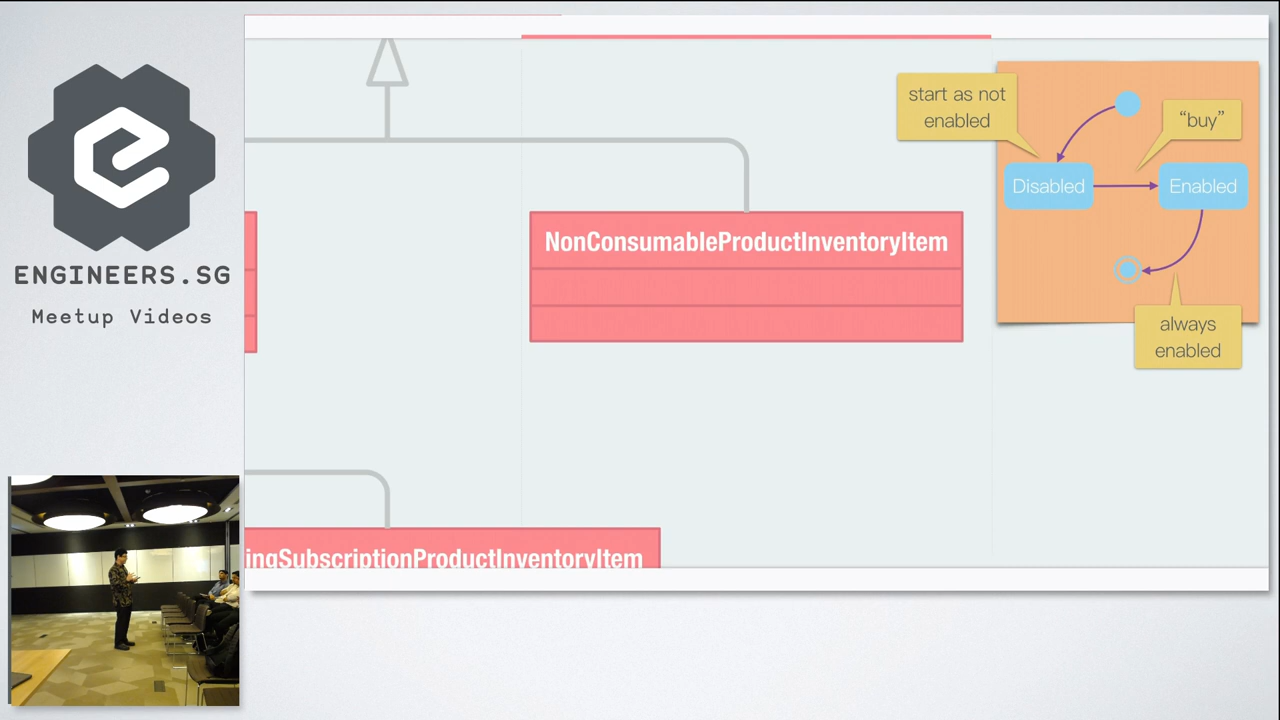 ENGINEERS.SG
Meetup Videos
start as not
enabled
“buy”
Disabled
Enabled
always
enabled
NonConsumableProductInventoryItem
ingSubscriptionProductInventoryItem